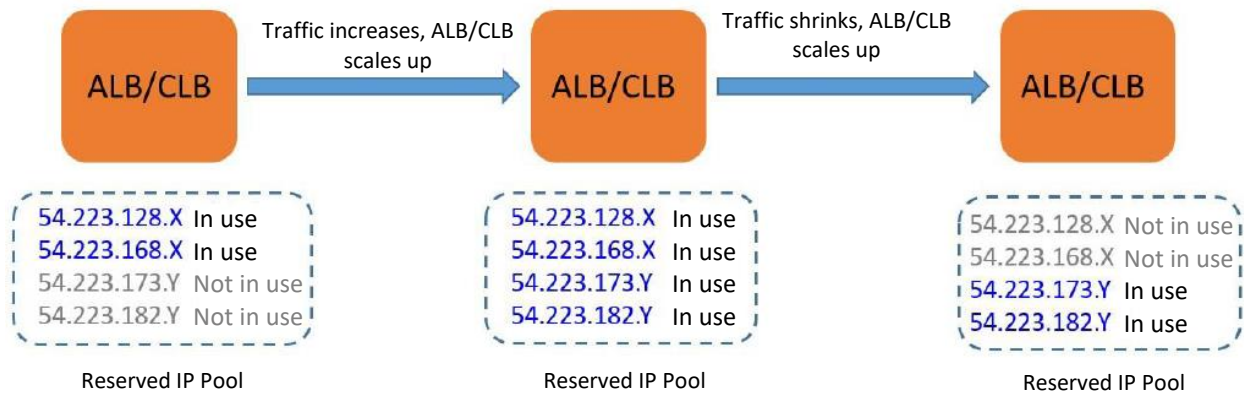 Traffic increases, ALB/CLB
scales up
Traffic shrinks, ALB/CLB
scales up
ALB/CLB
ALB/CLB
ALB/CLB
54.223.128.X In use
54.223.168.X In use
54.223.173.Y Not in use
54.223.182.Y Not in use
Reserved IP Pool
54.223.128.X In use
54.223.168.X In use
54.223.173.Y In use
54.223.182.Y In use
Reserved IP Pool
54.223.128.X Not in use
54.223.168.X Not in use
54.223.173.Y In use
54.223.182.Y In use
Reserved IP Pool